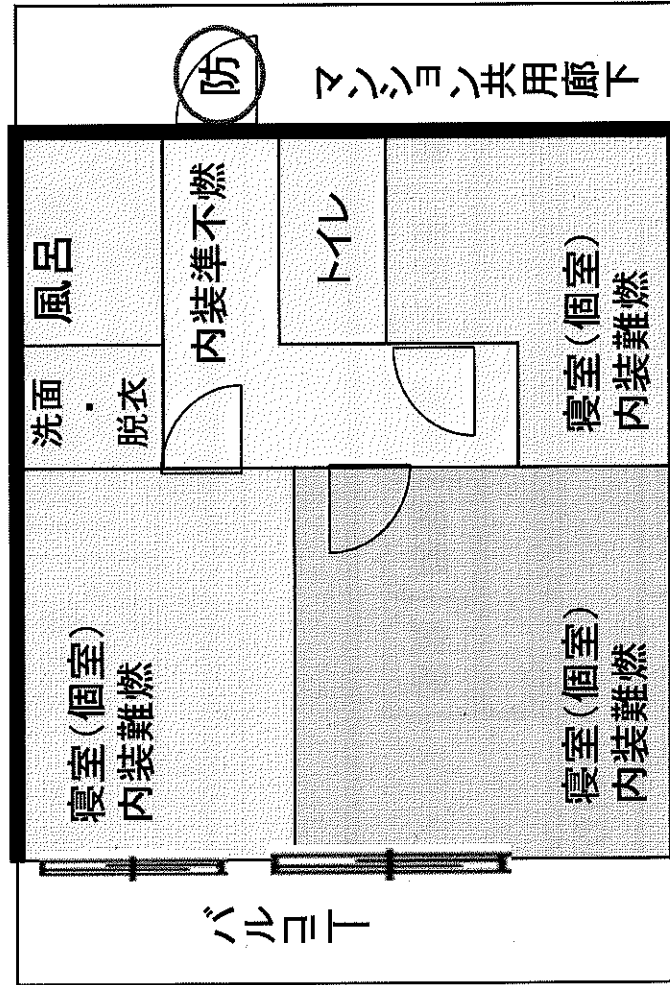 防
マンション共用廊下
風呂
内装準不燃
トイレ
寝室(個室)
内装難燃
洗面
・
脱衣
寝室(個室)
内装難燃
寝室(個室)
内装難燃
バルコニー